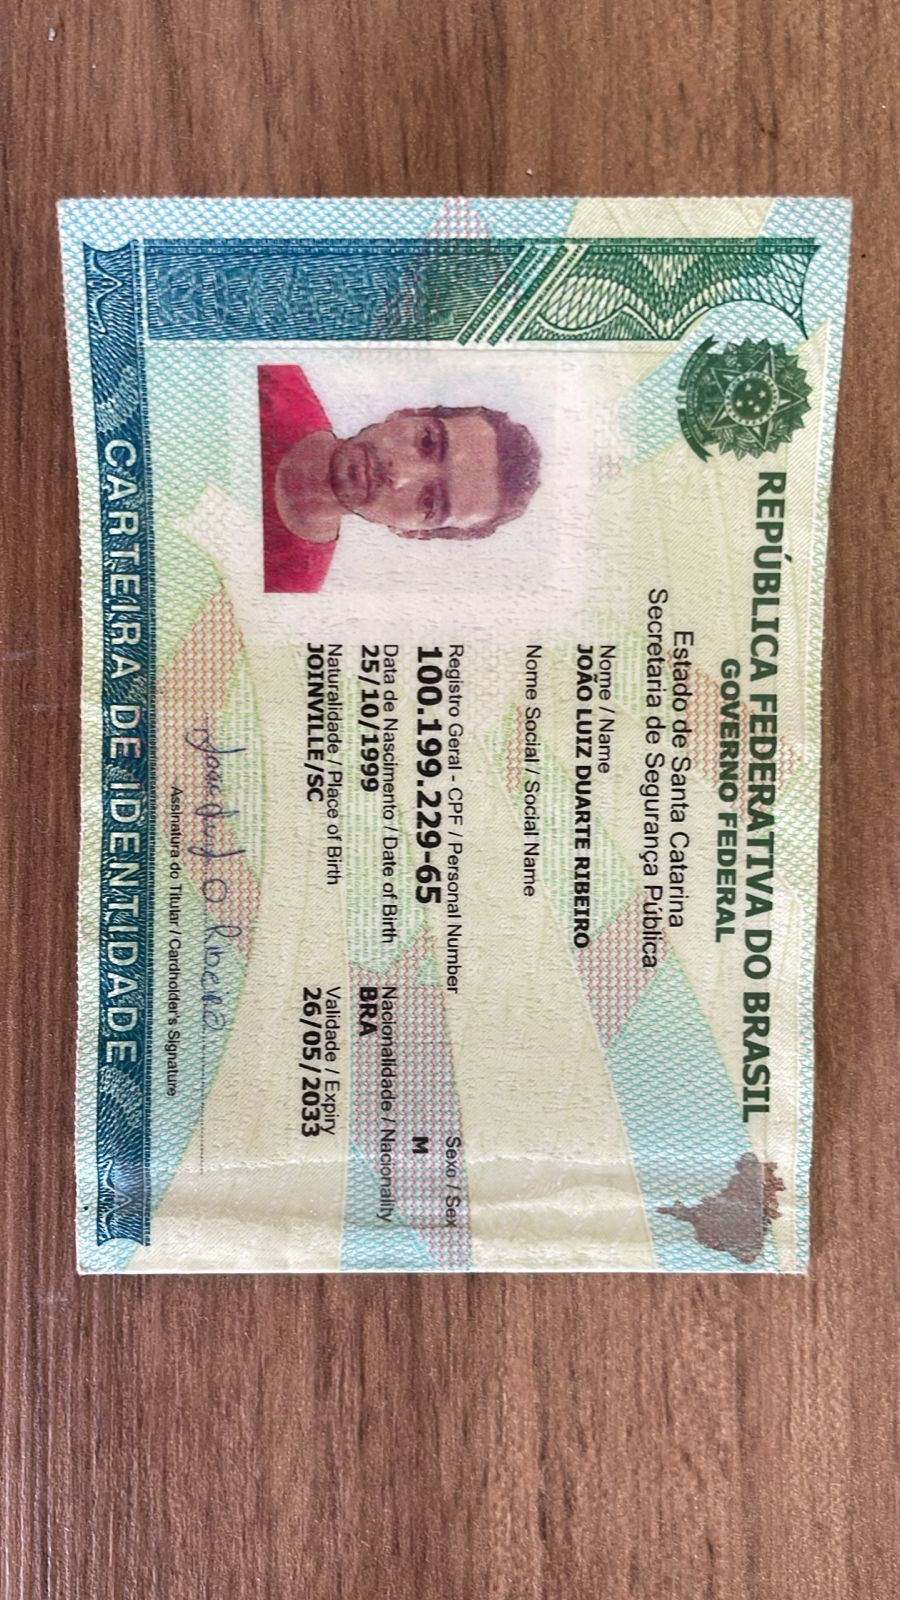 REPÚBLICA FEDERATIVA DO BRASIL
GOVERNO FEDERAL
Estado de Santa Catarina
Secretaria de Segurança Pública
Nome / Name
JOÃO LUIZ DUARTE RIBEIRO
Nome Social / Social Name
Registro Geral - CPF / Personal Number
100.199.229-65
Sexo / Sex
M
Data de Nascimento / Date of Birth
25/10/1999
Nacionalidade / Nacionality
BRA
Naturalidade / Place of Birth
JOINVILLE/SC
Validade / Expiry
26/05/2033
João Luiz D. Ribeiro
Assinatura do Titular / Cardholder's Signature
CARTEIRA DE IDENTIDADE